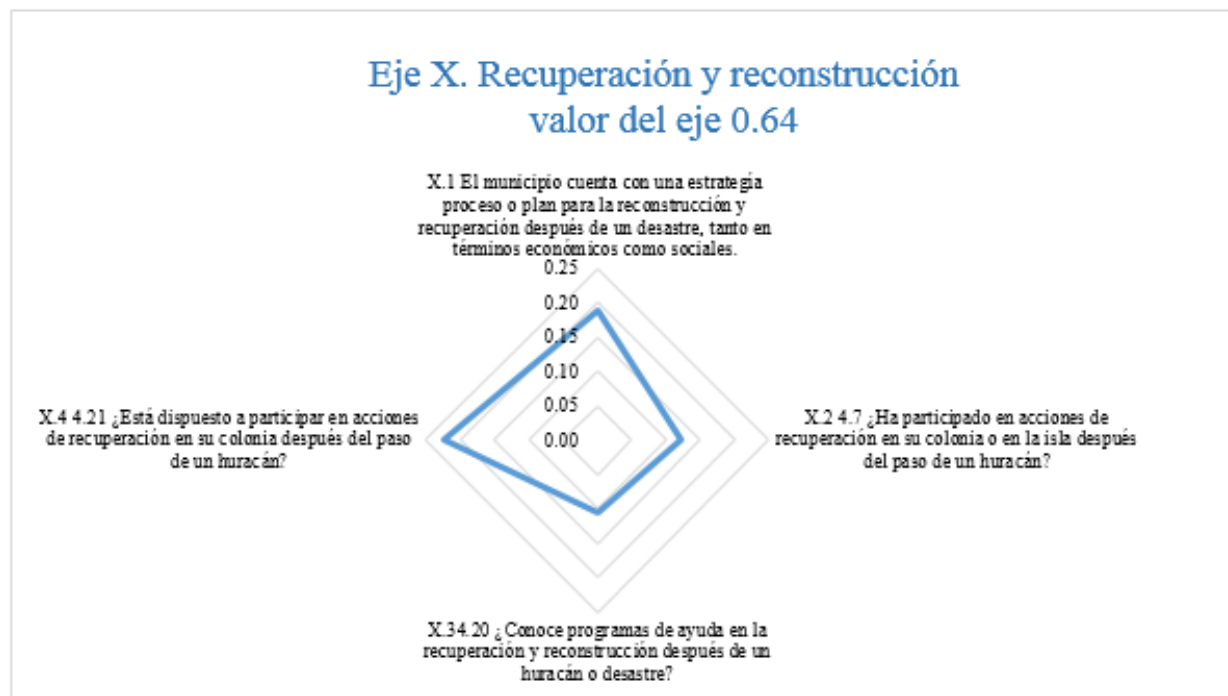 Eje X. Recuperación y reconstrucción
valor del eje 0.64
X.1 El municipio cuenta con una estrategía
proceso o plan para la reconstrucción y
recuperación después de un desastre, tanto en
términos económicos como sociales.
0.25
0.20
0.15
0.10
0.05
0.00
X.4 4.21 ¿Está dispuesto a participar en acciones
de recuperación en su colonia después del paso
de un huracán?
X.2 4.7 ¿Ha participado en acciones de
recuperación en su colonia o en la isla después
del paso de un huracán?
X.34.20 ¿Conoce programas de ayuda en la
recuperación y reconstrucción después de un
huracán o desastre?